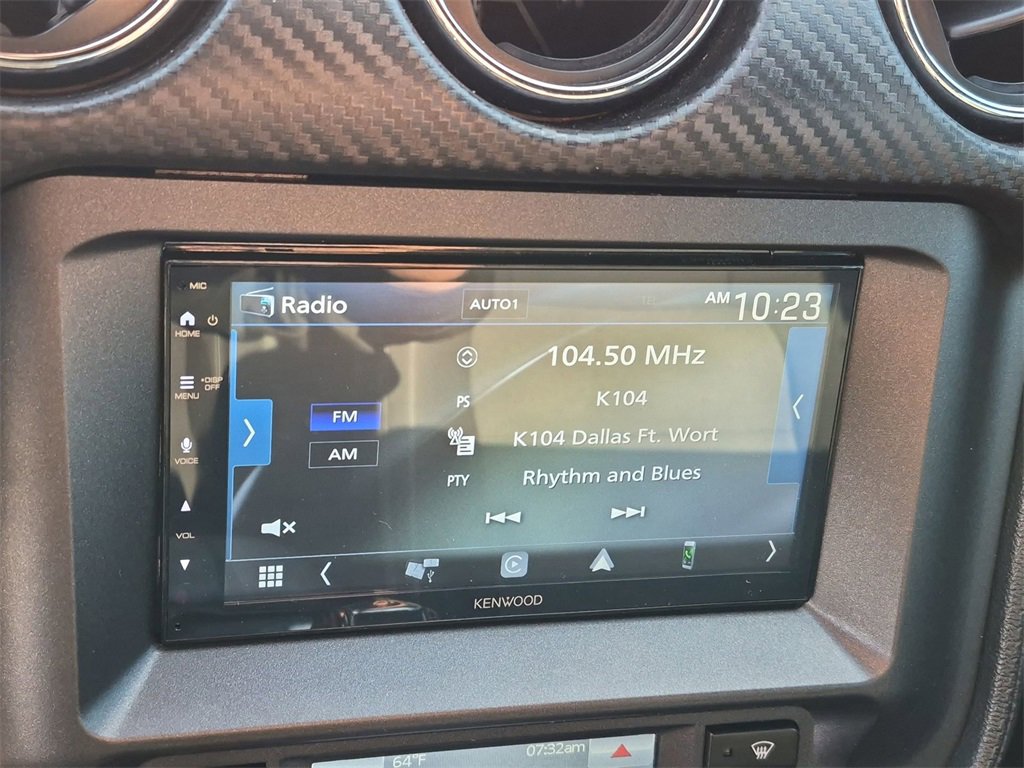 MIC
Radio
AUTO1
TEL
AM 10:23
HOME
•DISP
OFF
MENU
VOICE
VOL
104.50 MHz
PS
K104
FM
K104 Dallas Ft. Wort
AM
PTY
Rhythm and Blues
KENWOOD
64°F
07:32am